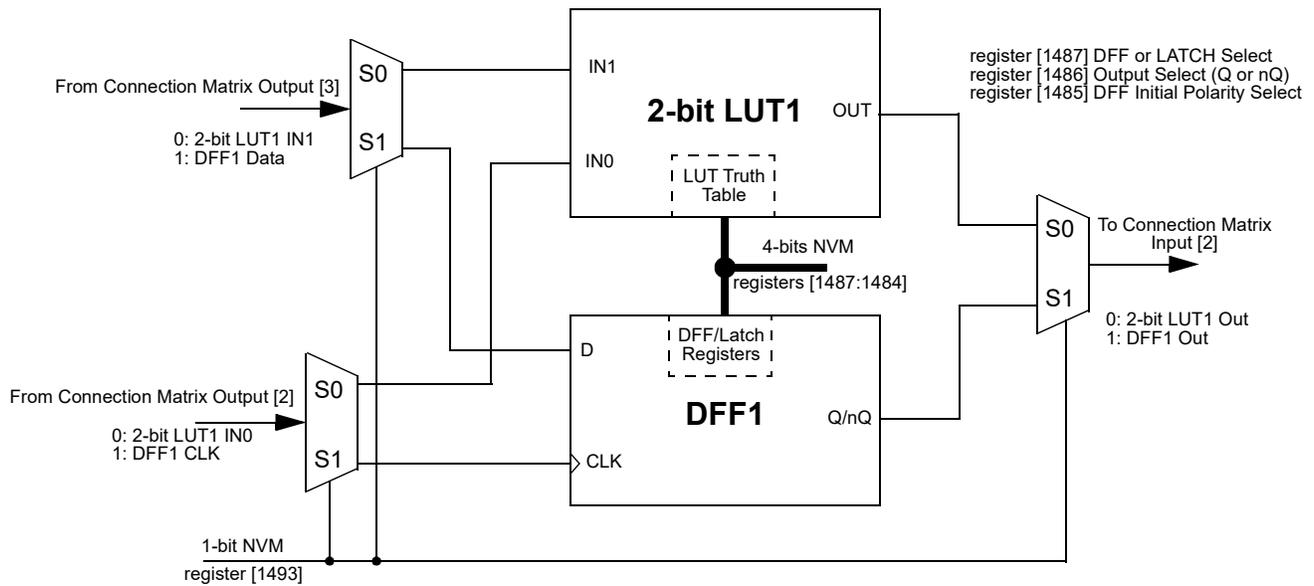 register [1487] DFF or LATCH Select
register [1486] Output Select (Q or nQ)
register [1485] DFF Initial Polarity Select
From Connection Matrix Output [3]
0: 2-bit LUT1 IN1
1: DFF1 Data
S0
S1
IN1
IN0
2-bit LUT1
OUT
LUT Truth
Table
4-bits NVM
registers [1487:1484]
DFF/Latch
Registers
D
CLK
DFF1
Q/nQ
From Connection Matrix Output [2]
0: 2-bit LUT1 IN0
1: DFF1 CLK
S0
S1
S0
S1
To Connection Matrix
Input [2]
0: 2-bit LUT1 Out
1: DFF1 Out
1-bit NVM
register [1493]